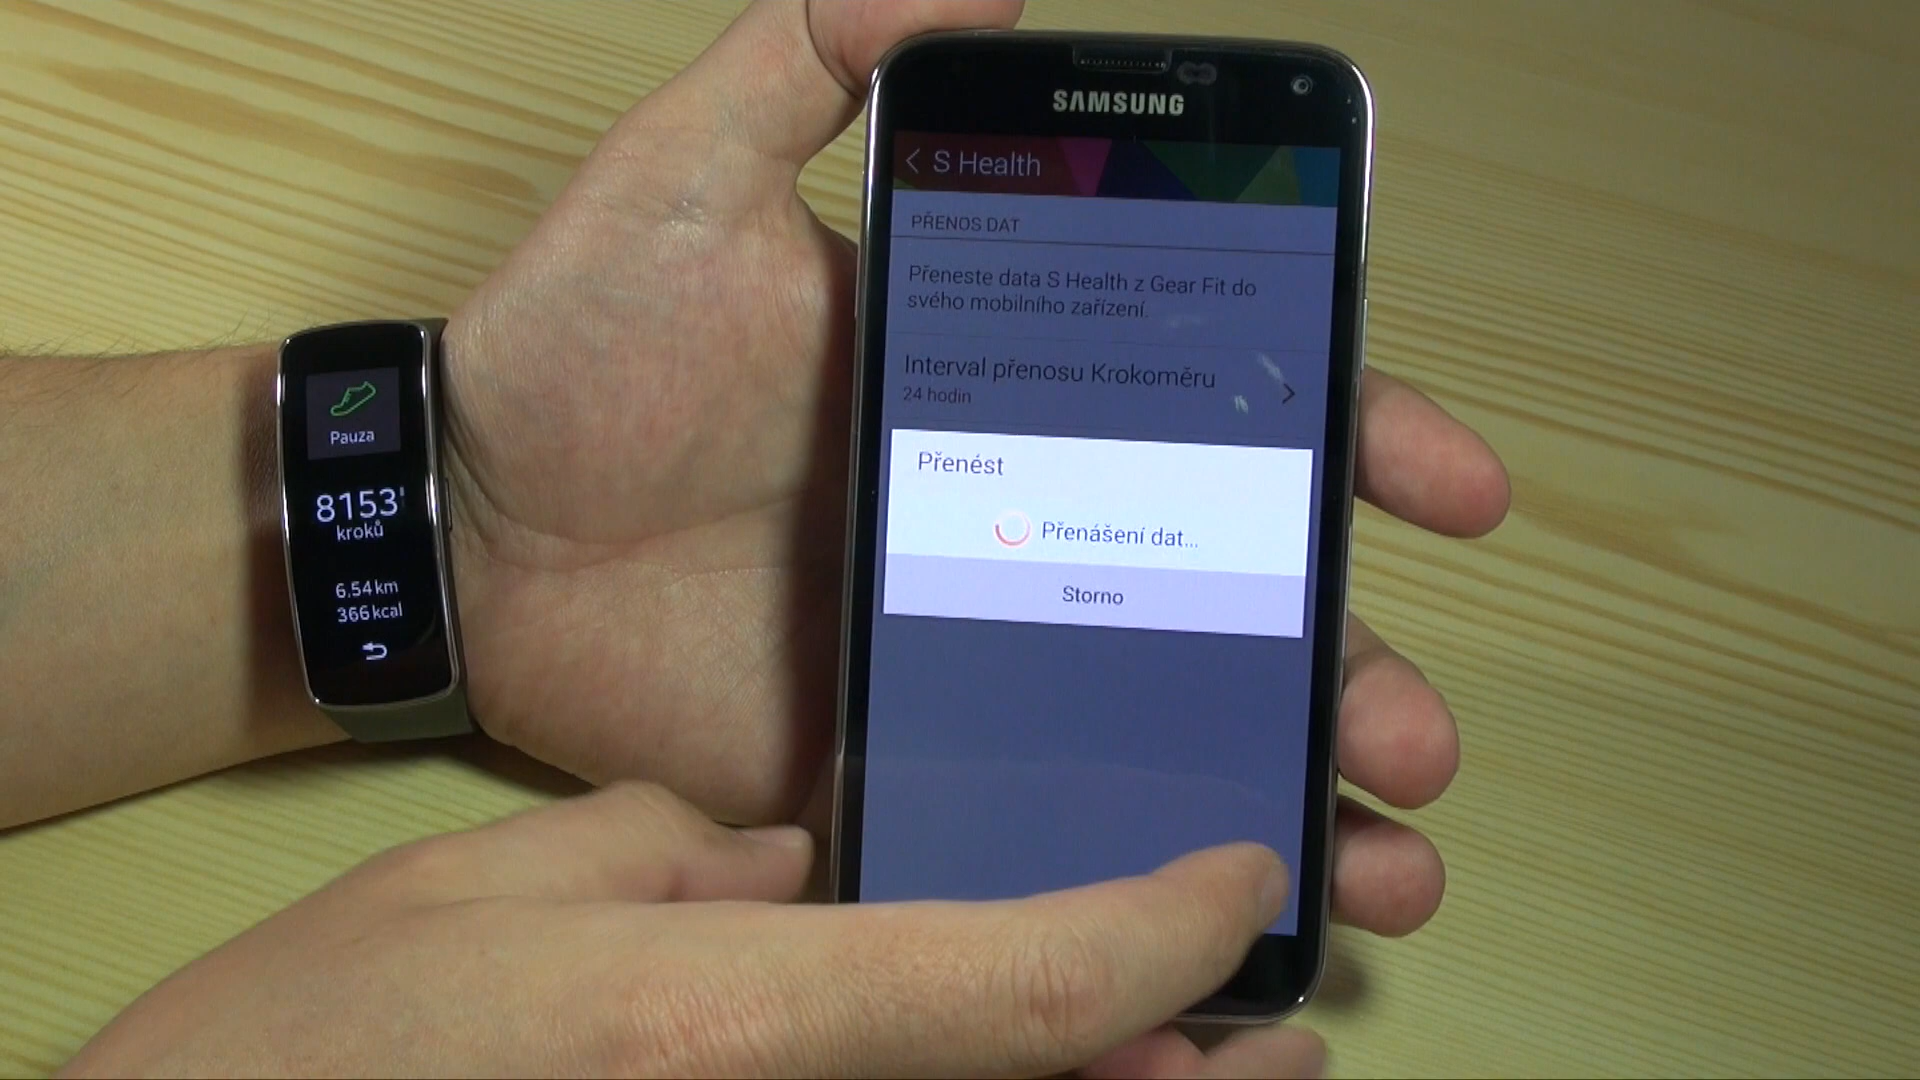 SAMSUNG
S Health
PŘENOS DAT
Přeneste data S Health z Gear Fit do
svého mobilního zařízení.
Interval přenosu Krokoměru
24 hodin
Přenést
Přenášení dat...
Storno
Pauza
8153
kroků
6.54 km
366 kcal